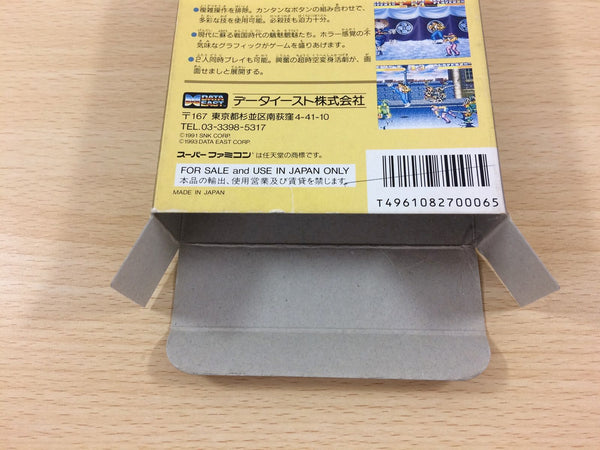 ●複雑操作を排除。カンタンなボタンの組み合わせで、
多彩な技を使用可能。必殺技も迫力十分。
●現代に蘇る戦国時代の魑魅魍魎たち。ホラー感覚の不
気味なグラフィックがゲームを盛りあげます。
●2人同時プレイも可能。興奮の超時空変身活劇が、画
面せましと展開する。
DATA EAST データイースト株式会社
〒167 東京都杉並区南荻窪4-41-10
TEL.03-3398-5317
©1991 SNK CORP.
©1993 DATA EAST CORP.
スーパーファミコンは任天堂の商標です。
FOR SALE and USE IN JAPAN ONLY
本品の輸出、使用営業及び賃貸を禁じます。
MADE IN JAPAN
T4961082700065